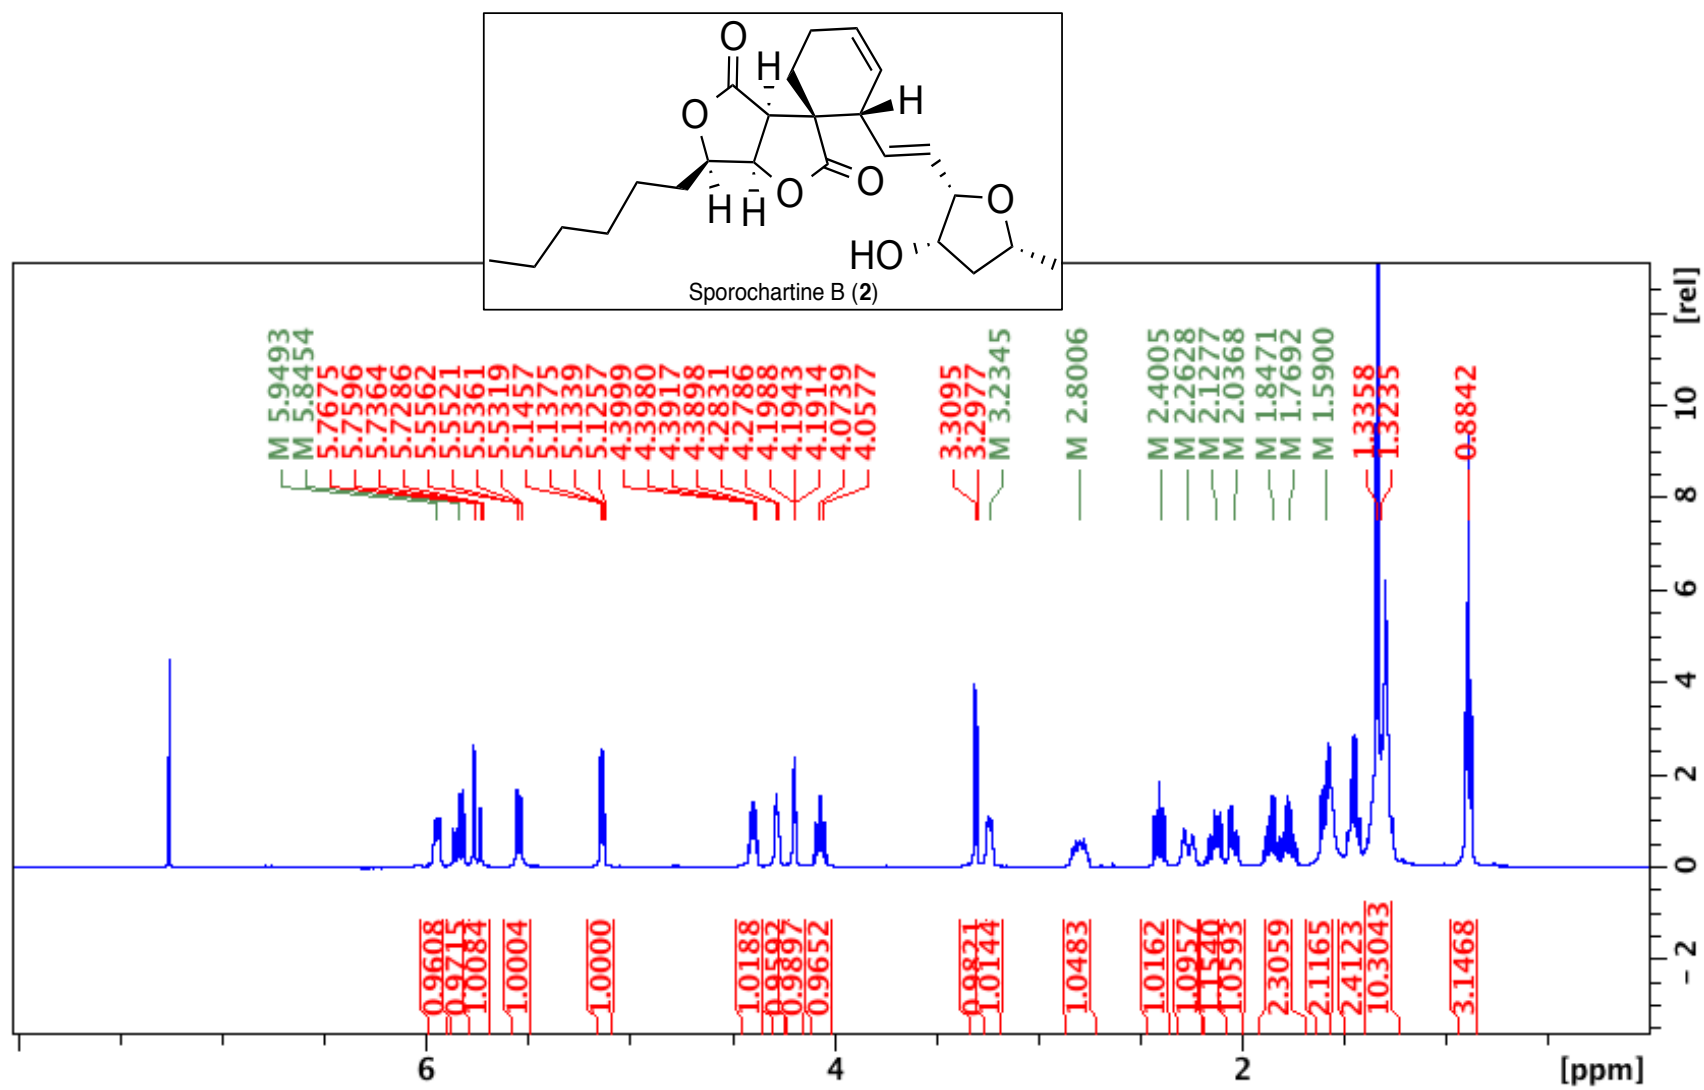 O
H
O
H
O
O
O
H
H
HO
Sporochartine B (2)
[rel]
M 5.9493
M 5.8454
5.7675
5.7596
5.7364
5.7286
5.5562
5.5521
5.5361
5.5319
5.1457
5.1375
5.1339
5.1257
4.3999
4.3980
4.3917
4.3898
4.2831
4.2786
4.1988
4.1943
4.1914
4.0739
4.0577
3.3095
3.2977
M 3.2345
M 2.8006
M 2.4005
M 2.2628
M 2.1277
M 2.0368
M 1.8471
M 1.7692
M 1.5900
1.3358
1.3235
0.8842
10
8
6
4
2
0
-2
0.9608
0.9715
1.0084
1.0004
1.0000
1.0188
0.9592
0.9897
0.9652
0.9821
1.0144
1.0483
1.0162
1.0957
1.1540
1.0593
2.3059
2.1165
2.4123
10.3043
3.1468
6
4
2
[ppm]